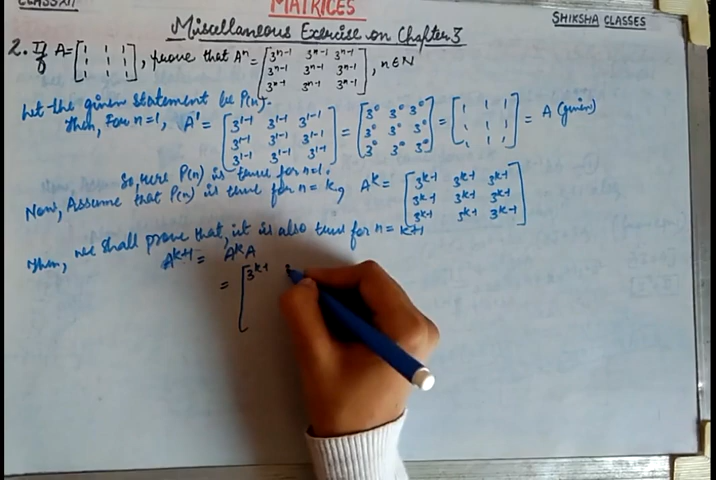 CLASS XII
MATRICES
SHIKSHA CLASSES
Miscellaneous Exercise on Chapter 3
2. If A = [1 1 1; 1 1 1; 1 1 1], prove that Aⁿ = [3ⁿ⁻¹ 3ⁿ⁻¹ 3ⁿ⁻¹; 3ⁿ⁻¹ 3ⁿ⁻¹ 3ⁿ⁻¹; 3ⁿ⁻¹ 3ⁿ⁻¹ 3ⁿ⁻¹], n∈N
Let the given statement be P(n).
Then, For n=1, A¹ = [3¹⁻¹ 3¹⁻¹ 3¹⁻¹; 3¹⁻¹ 3¹⁻¹ 3¹⁻¹; 3¹⁻¹ 3¹⁻¹ 3¹⁻¹] = [3⁰ 3⁰ 3⁰; 3⁰ 3⁰ 3⁰; 3⁰ 3⁰ 3⁰] = [1 1 1; 1 1 1; 1 1 1] = A (given)
So, here P(n) is true for n=1.
Now, Assume that P(n) is true for n = k, Aᵏ = [3ᵏ⁻¹ 3ᵏ⁻¹ 3ᵏ⁻¹; 3ᵏ⁻¹ 3ᵏ⁻¹ 3ᵏ⁻¹; 3ᵏ⁻¹ 3ᵏ⁻¹ 3ᵏ⁻¹]
Then, we shall prove that, it is also true for n = k+1
Aᵏ⁺¹ = AᵏA
= [3ᵏ⁻¹